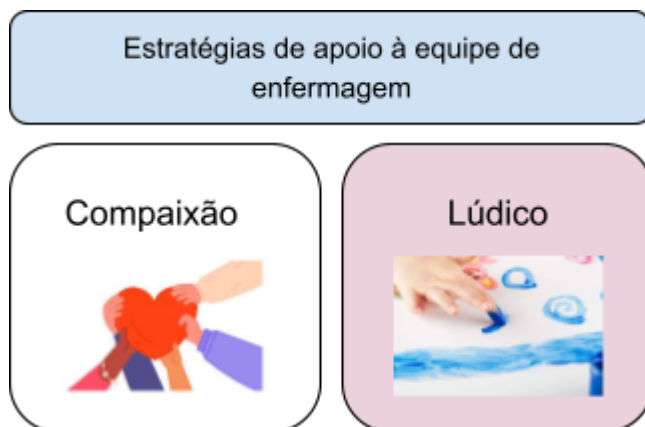 Estratégias de apoio à equipe de
enfermagem
Compaixão
Lúdico